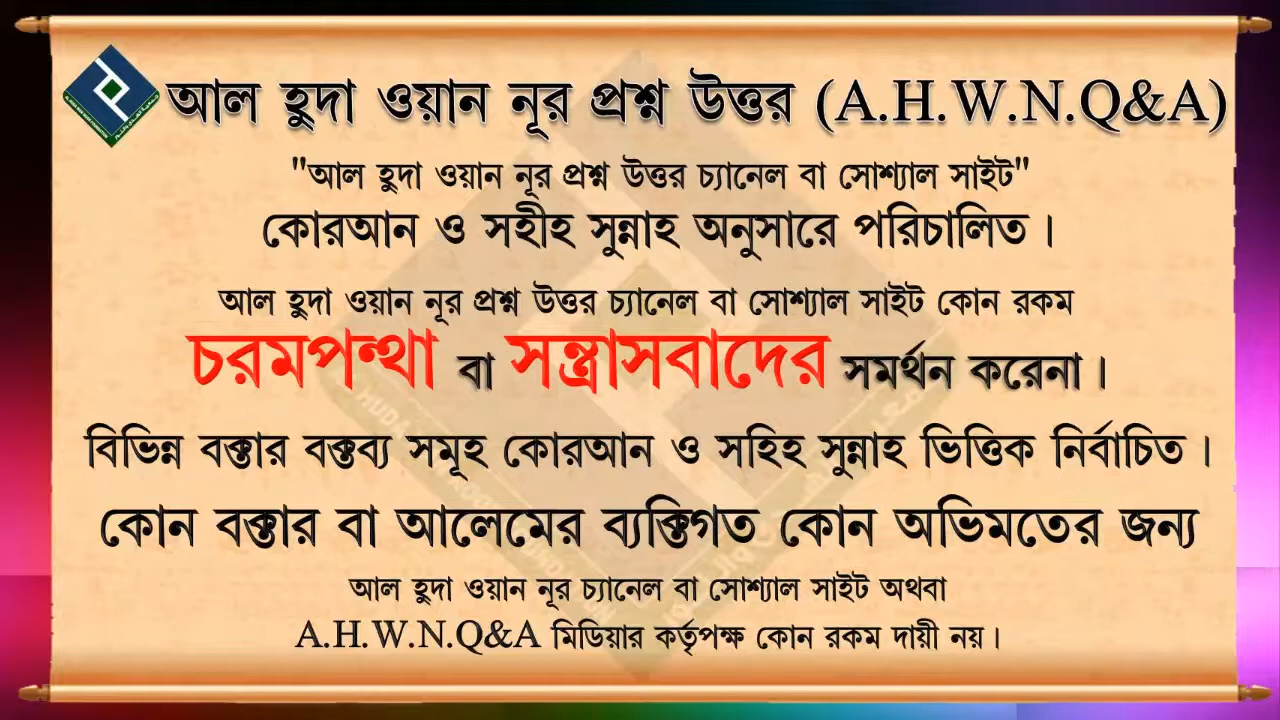 আল হুদা ওয়ান নূর প্রশ্ন উত্তর (A.H.W.N.Q&A)
"আল হুদা ওয়ান নূর প্রশ্ন উত্তর চ্যানেল বা সোশ্যাল সাইট"
কোরআন ও সহীহ সুন্নাহ অনুসারে পরিচালিত।
আল হুদা ওয়ান নূর প্রশ্ন উত্তর চ্যানেল বা সোশ্যাল সাইট কোন রকম
চরমপন্থা বা সন্ত্রাসবাদের সমর্থন করেনা।
বিভিন্ন বক্তার বক্তব্য সমূহ কোরআন ও সহিহ সুন্নাহ ভিত্তিক নির্বাচিত।
কোন বক্তার বা আলেমের ব্যক্তিগত কোন অভিমতের জন্য
আল হুদা ওয়ান নূর চ্যানেল বা সোশ্যাল সাইট অথবা
A.H.W.N.Q&A মিডিয়ার কর্তৃপক্ষ কোন রকম দায়ী নয়।